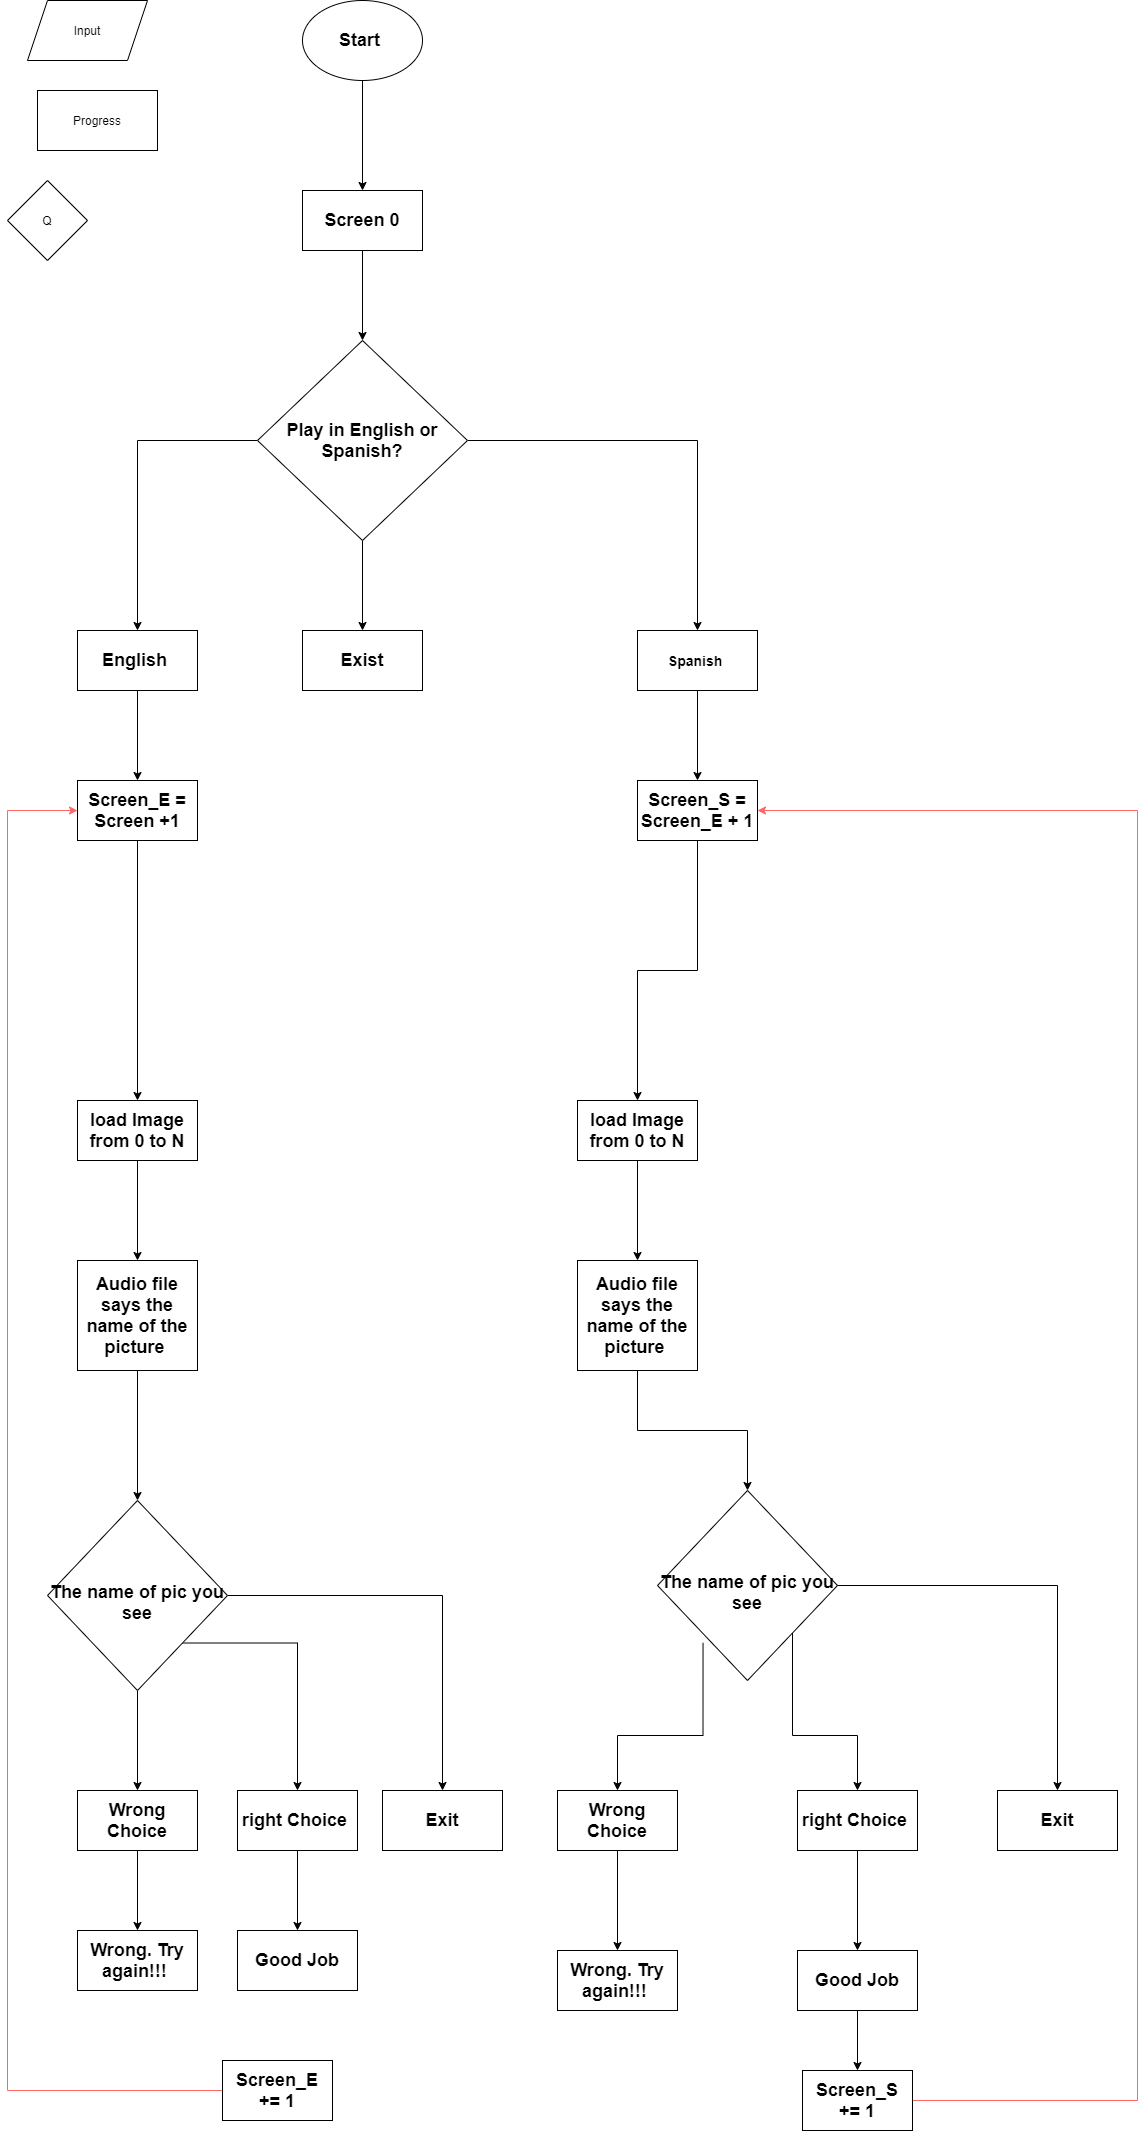 Input
Start
Progress
Screen 0
Q
Play in English or
Spanish?
English
Exist
Spanish
Screen_E =
Screen +1
Screen_S =
Screen_E + 1
load Image
from 0 to N
load Image
from 0 to N
Audio file
says the
name of the
picture
Audio file
says the
name of the
picture
The name of pic you
see
The name of pic you
see
Wrong
Choice
right Choice
Exit
Wrong
Choice
right Choice
Exit
Wrong. Try
again!!!
Good Job
Wrong. Try
again!!!
Good Job
Screen_E
+= 1
Screen_S
+= 1